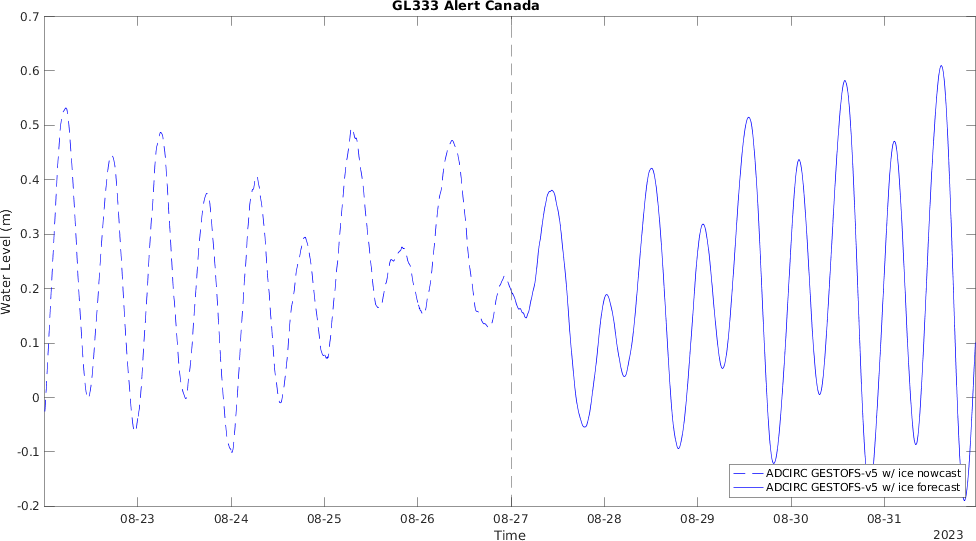 GL333 Alert Canada
0.7
0.6
0.5
0.4
0.3
0.2
0.1
0
-0.1
-0.2
Water Level (m)
ADCIRC GESTOFS-v5 w/ ice nowcast
ADCIRC GESTOFS-v5 w/ ice forecast
08-23 08-24 08-25 08-26 08-27 08-28 08-29 08-30 08-31
Time
2023